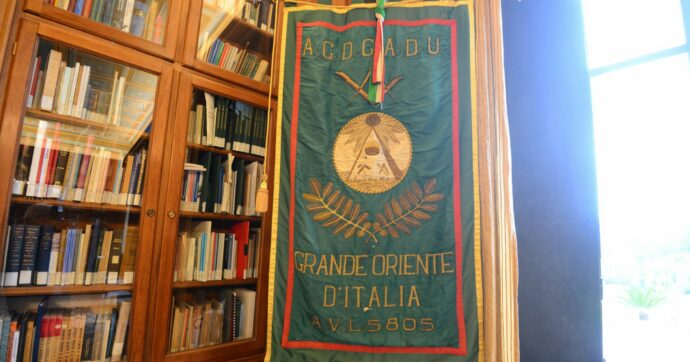 A.G.D.G.A.D.U.
GRANDE ORIENTE
D'ITALIA
A.V.L.5805